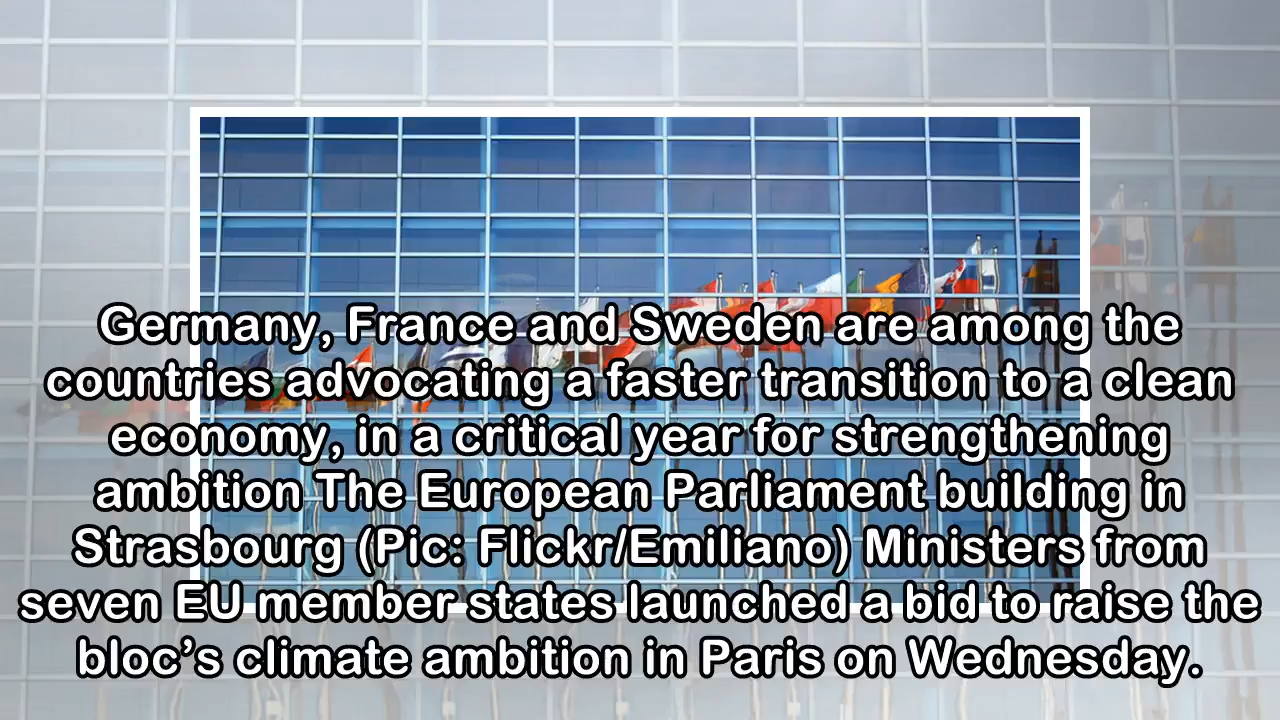 Germany, France and Sweden are among the
countries advocating a faster transition to a clean
economy, in a critical year for strengthening
ambition The European Parliament building in
Strasbourg (Pic: Flickr/Emiliano) Ministers from
seven EU member states launched a bid to raise the
bloc’s climate ambition in Paris on Wednesday.